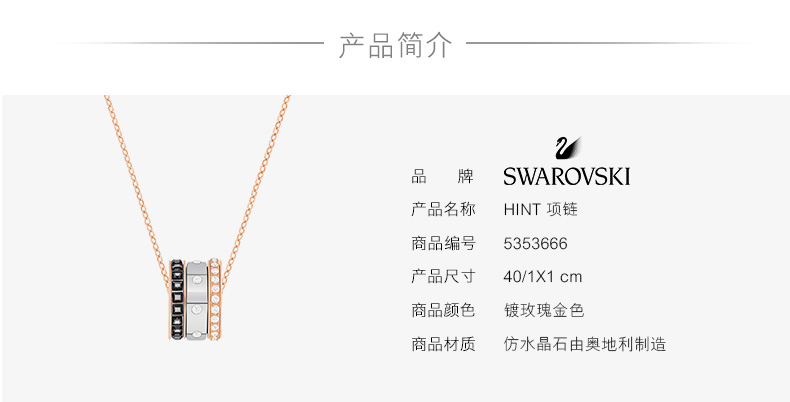 产品简介
品 牌 SWAROVSKI
产品名称 HINT 项链
商品编号 5353666
产品尺寸 40/1X1 cm
商品颜色 镀玫瑰金色
商品材质 仿水晶石由奥地利制造